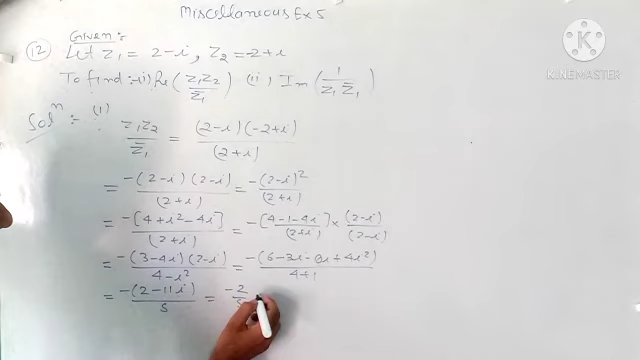 Miscellaneous Ex 5
Given:
(12) Let Z₁ = 2-i, Z₂ = -2+i
To find :- i) Re (Z₁Z₂/Z̄₁) (ii) Im (1/Z₁Z̄₁)
Solⁿ :- (1) Z₁Z₂/Z̄₁ = (2-i)(-2+i)/(2+i)
= -(2-i)(2-i)/(2+i) = -(2-i)²/(2+i)
= -[4+i²-4i]/(2+i) = -[4-1-4i]/(2+i) × (2-i)/(2-i)
= -(3-4i)(2-i)/4-i² = -(6-3i-8i+4i²)/4+1
= -(2-11i)/5 = -2/5
K.NEMASTER